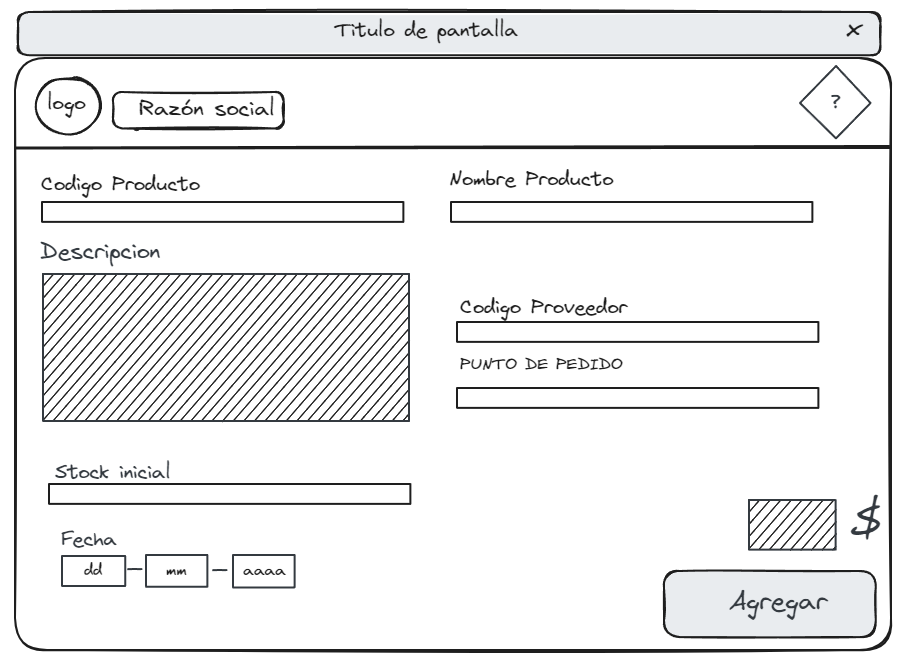 Titulo de pantalla X
logo
Razón social
?
Codigo Producto
Nombre Producto
Descripcion
Codigo Proveedor
PUNTO DE PEDIDO
Stock inicial
$
Fecha
dd — mm — aaaa
Agregar